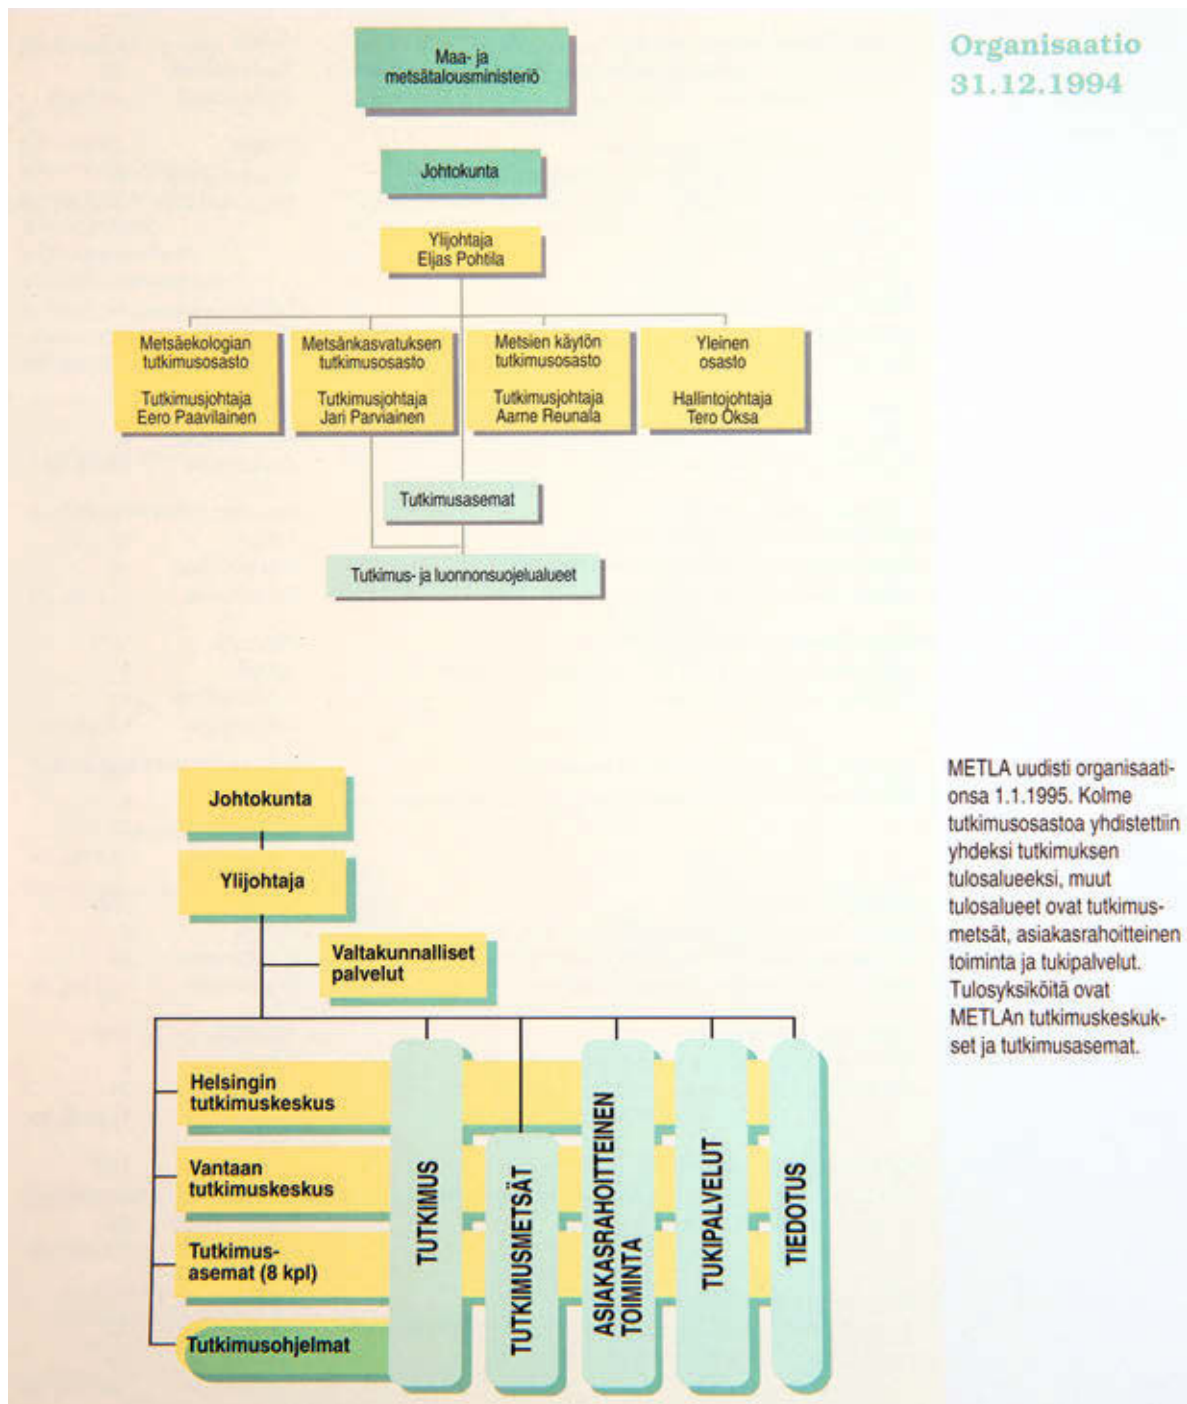 Organisaatio
31.12.1994
Maa- ja
metsätalousministeriö
Johtokunta
Ylijohtaja
Eljas Pohtila
Metsäekologian
tutkimusosasto
Tutkimusjohtaja
Eero Paavilainen
Metsänkasvatuksen
tutkimusosasto
Tutkimusjohtaja
Jari Parviainen
Metsien käytön
tutkimusosasto
Tutkimusjohtaja
Aarne Reunala
Yleinen
osasto
Hallintojohtaja
Tero Oksa
Tutkimusasemat
Tutkimus- ja luonnonsuojelualueet
METLA uudisti organisaati-
onsa 1.1.1995. Kolme
tutkimusosastoa yhdistettiin
yhdeksi tutkimuksen
tulosalueeksi, muut
tulosalueet ovat tutkimus-
metsät, asiakasrahoitteinen
toiminta ja tukipalvelut.
Tulosyksiköitä ovat
METLAn tutkimuskeskuk-
set ja tutkimusasemat.
Johtokunta
Ylijohtaja
Valtakunnalliset
palvelut
Helsingin
tutkimuskeskus
Vantaan
tutkimuskeskus
Tutkimus-
asemat (8 kpl)
Tutkimusohjelmat
TUTKIMUS
TUTKIMUSMETSÄT
ASIAKASRAHOITTEINEN
TOIMINTA
TUKIPALVELUT
TIEDOTUS